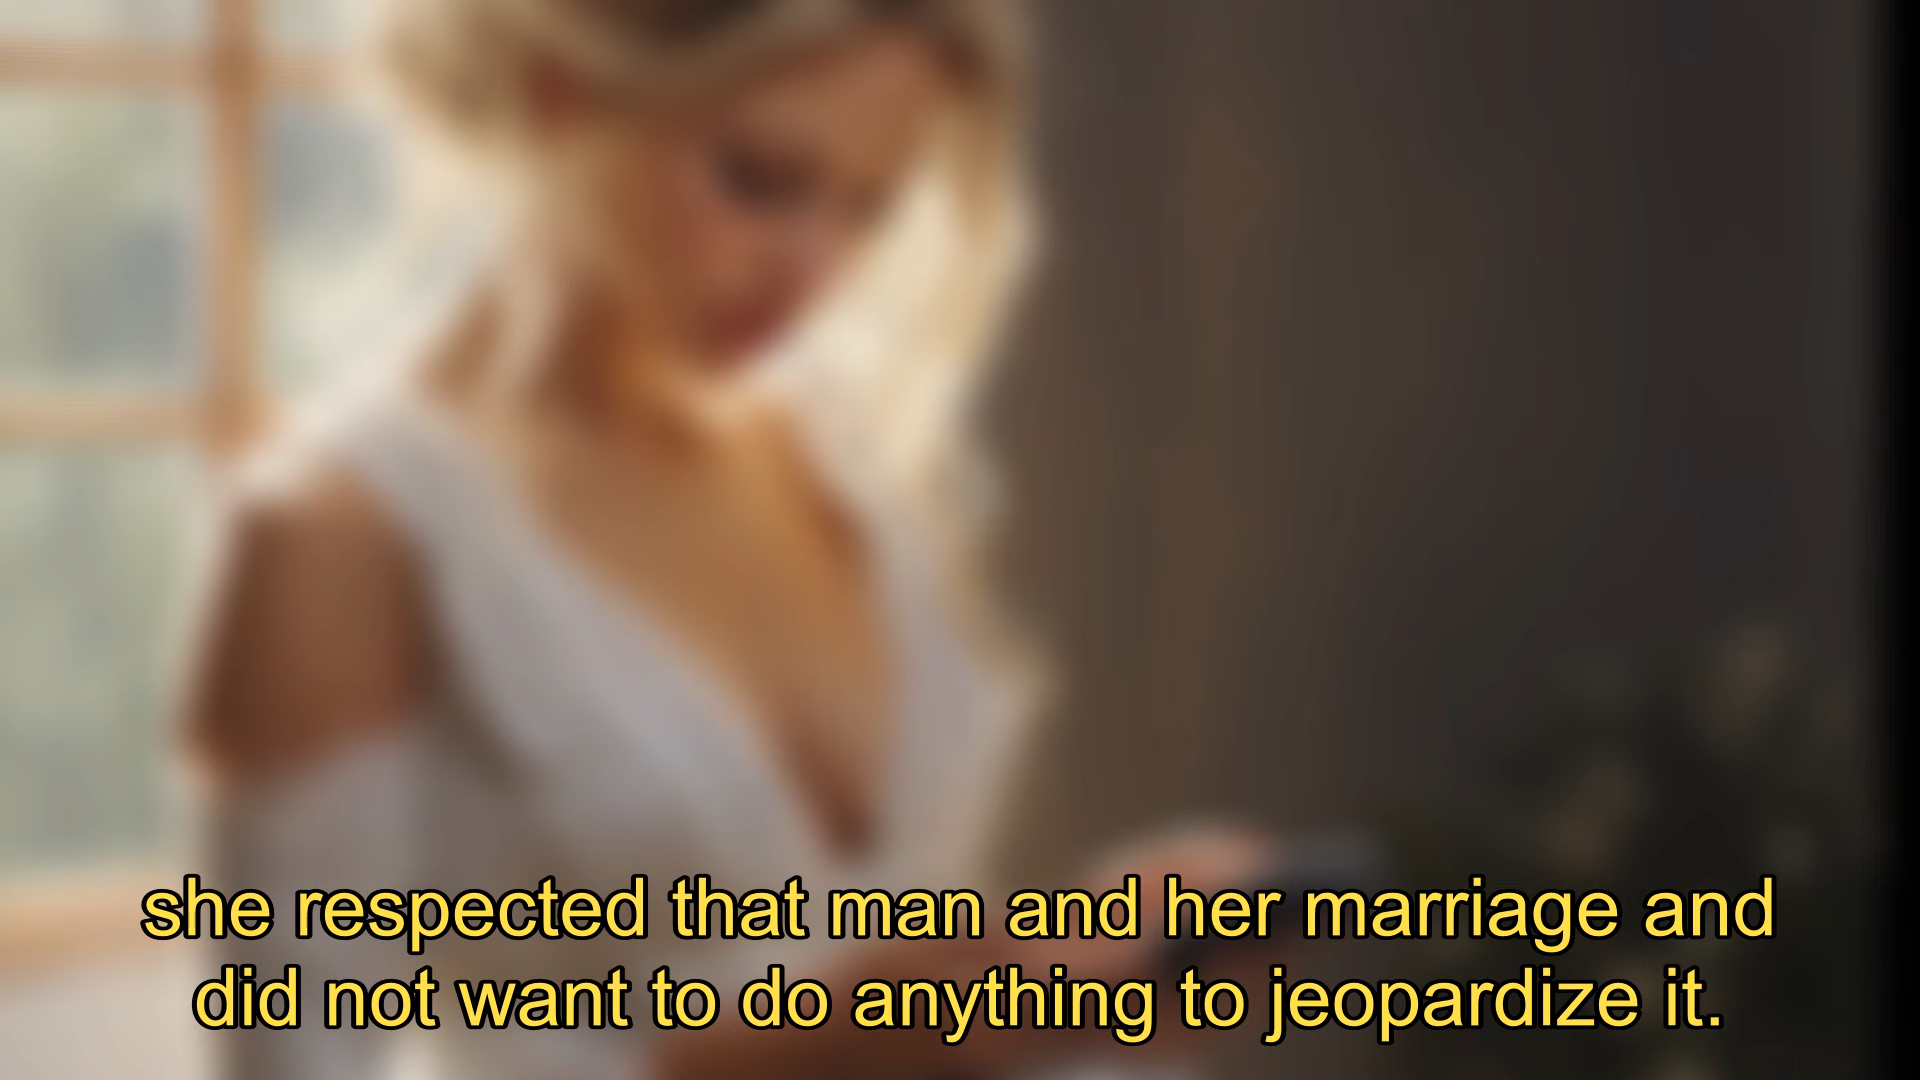 she respected that man and her marriage and
did not want to do anything to jeopardize it.